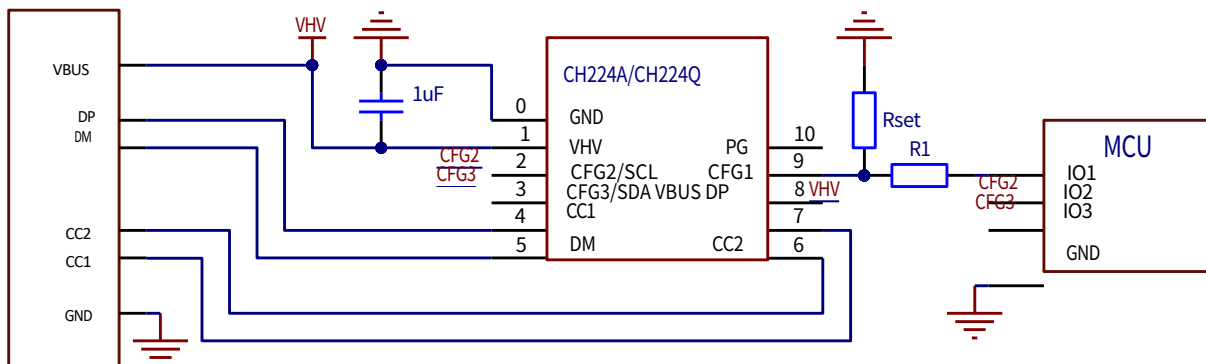 VHV
VBUS
DP
DM
CC2
CC1
GND
1uF
CH224A/CH224Q
0
GND
1
VHV
CFG2
2
CFG2/SCL
CFG3
3
CFG3/SDA VBUS DP
CC1
4
5
DM
PG
10
CFG1
9
8
VHV
7
CC2
6
Rset
R1
MCU
IO1
CFG2
IO2
CFG3
IO3
GND